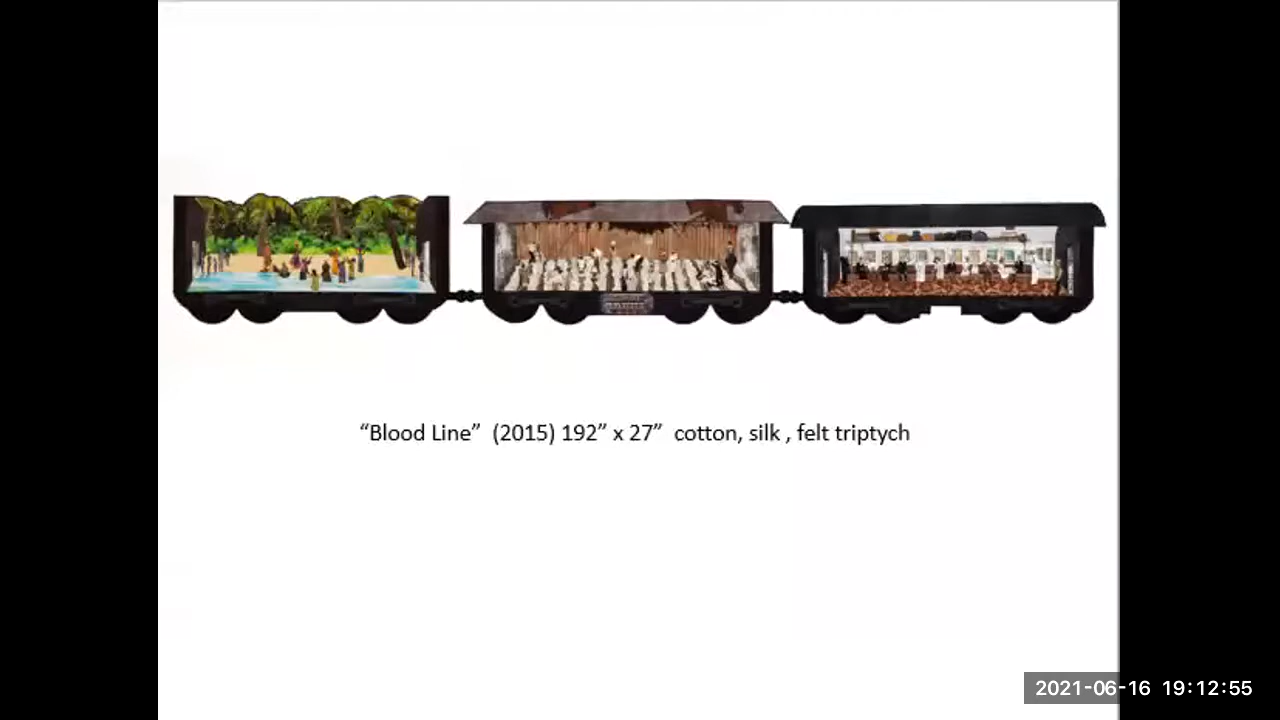 “Blood Line”  (2015) 192” x 27”  cotton, silk , felt triptych
2021-06-16 19:12:55